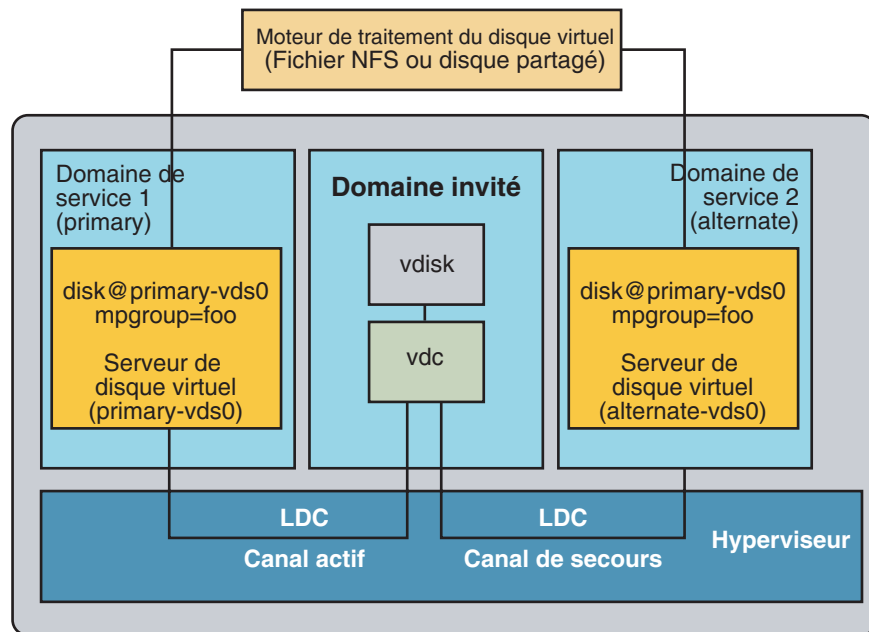 Moteur de traitement du disque virtuel
(Fichier NFS ou disque partagé)
Domaine de
service 1
(primary)
disk@primary-vds0
mpgroup=foo
Serveur de
disque virtuel
(primary-vds0)
Domaine invité
vdisk
vdc
Domaine de
service 2
(alternate)
disk@primary-vds0
mpgroup=foo
Serveur de
disque virtuel
(alternate-vds0)
LDC
Canal actif
LDC
Canal de secours
Hyperviseur